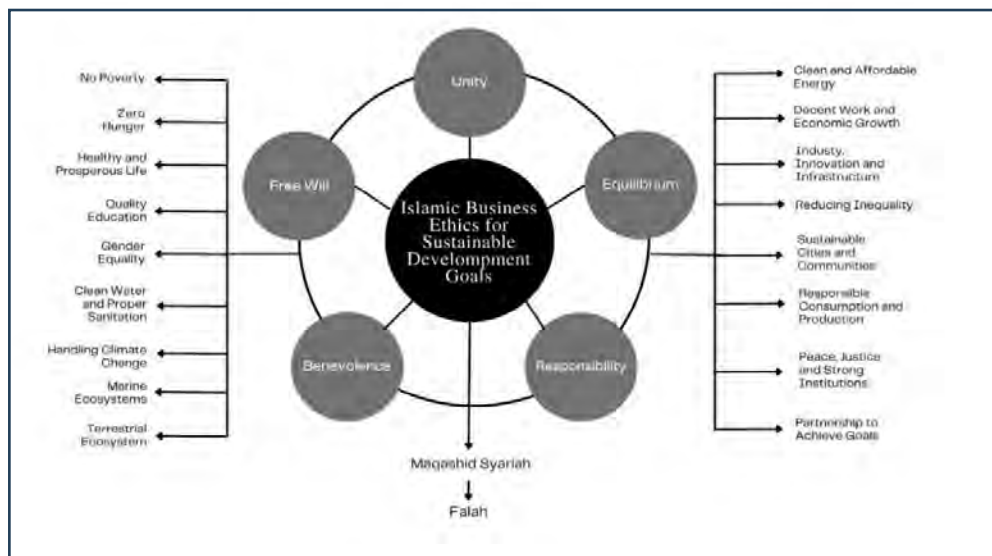 No Poverty
Zero
Hunger
Healthy and
Prosperous Life
Quality
Education
Gender
Equality
Clean Water
and Proper
Sanitation
Handling Climate
Change
Marine
Ecosystems
Terrestrial
Ecosystem
Unity
Free Will
Equilibrium
Islamic Business
Ethics for
Sustainable
Develompment
Goals
Benevolence
Responsibility
Maqashid Syariah
Falah
Clean and Affordable
Energy
Decent Work and
Economic Growth
Industy,
Innovation and
Infrastructure
Reducing Inequality
Sustainable
Cities and
Communities
Responsible
Consumption and
Production
Peace, Justice
and Strong
Institutions
Partnership to
Achieve Goals